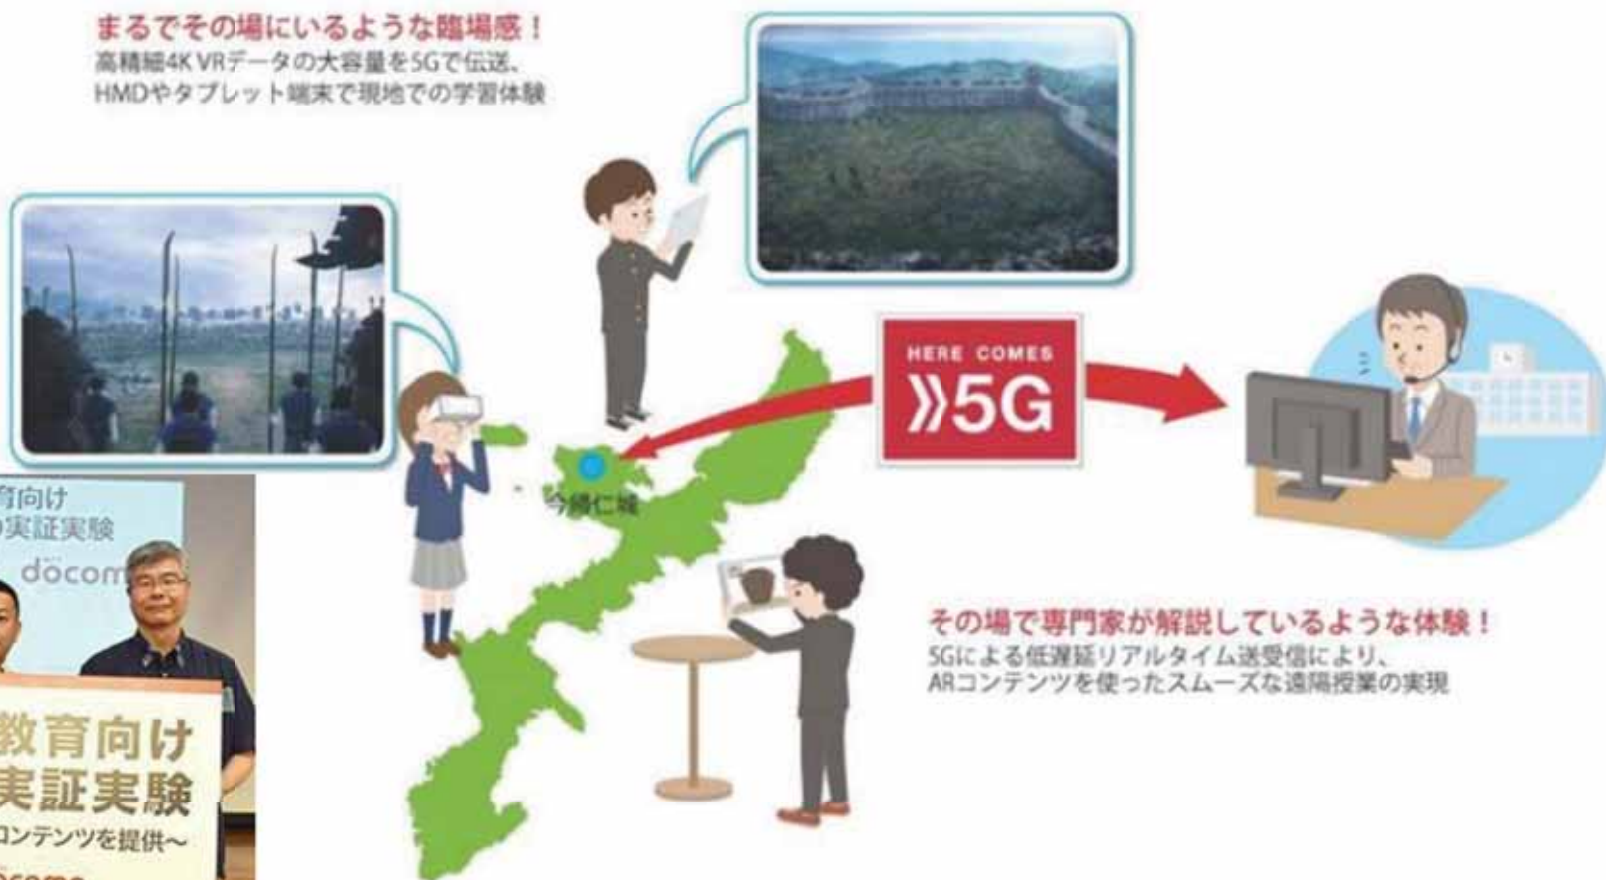 まるでその場にいるような臨場感！
高精細4K VRデータの大容量を5Gで伝送、
HMDやタブレット端末で現地での学習体験
HERE COMES
》5G
今帰仁城
育向け
実証実験
döcom
その場で専門家が解説しているような体験！
5Gによる低遅延リアルタイム送受信により、
ARコンテンツを使ったスムーズな遠隔授業の実現
教育向け
実証実験
コンテンツを提供～